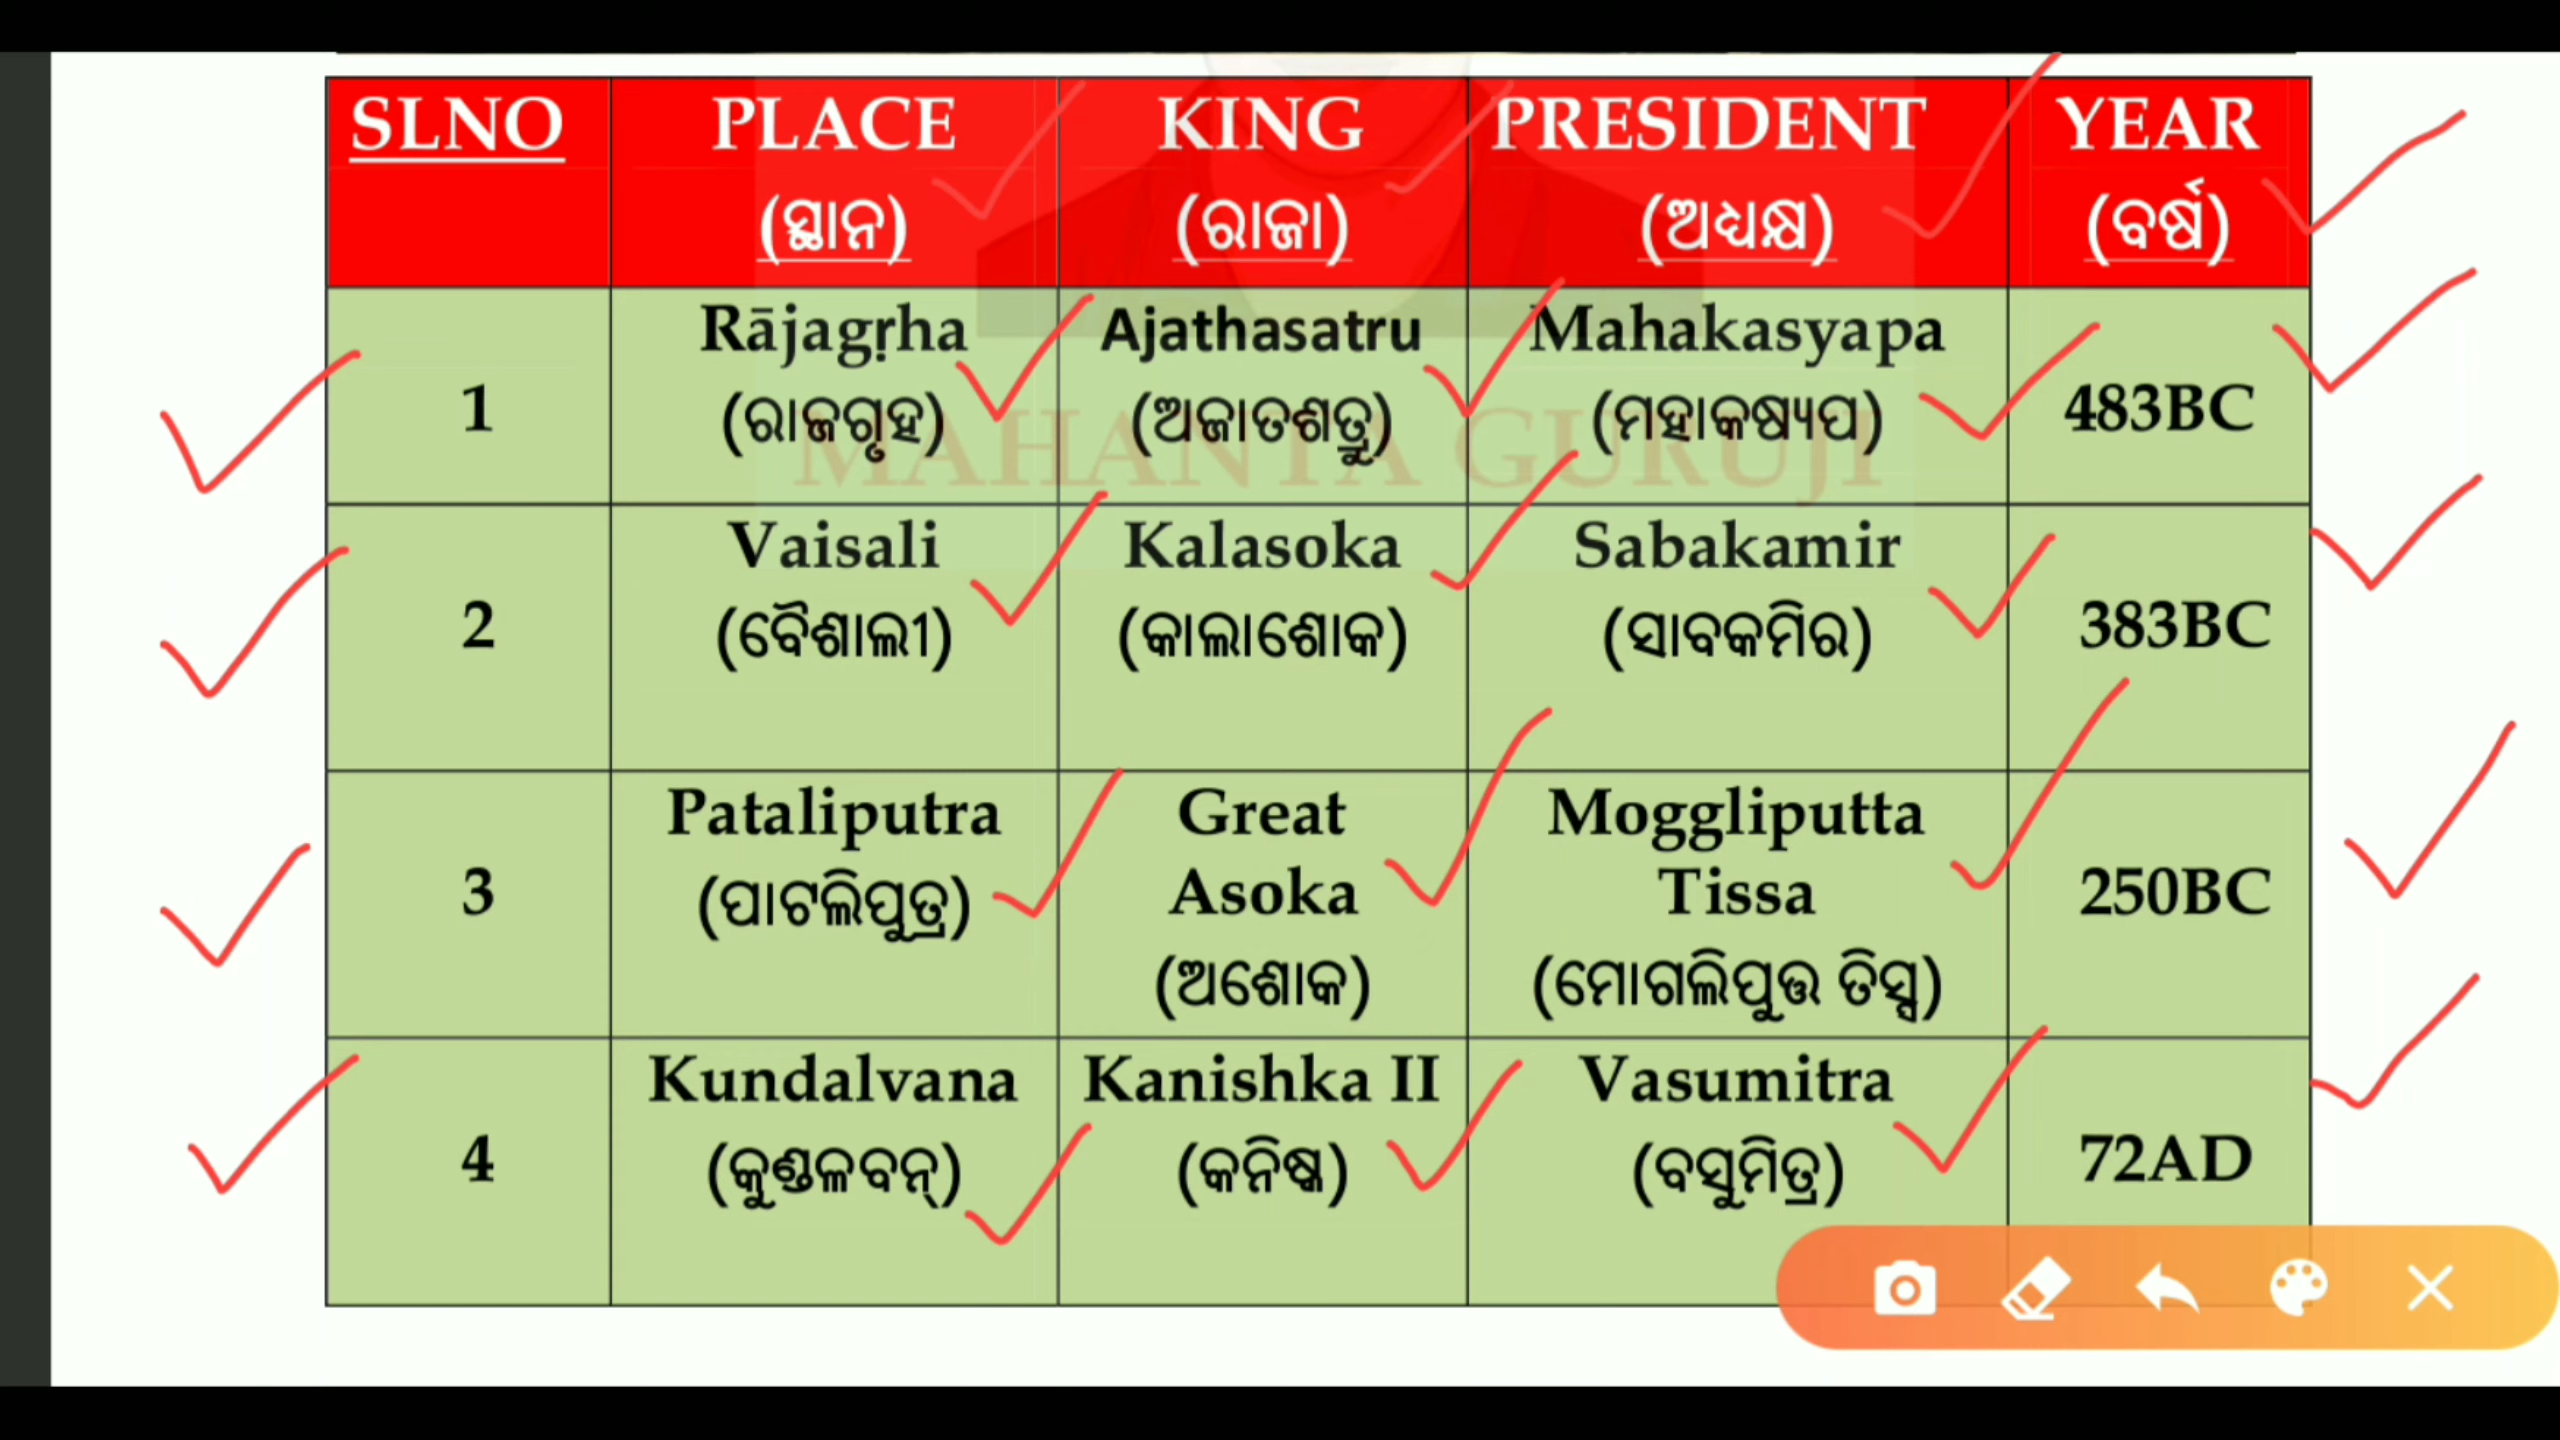 SLNO PLACE KING PRESIDENT YEAR
(ସ୍ଥାନ) (ରାଜା) (ଅଧ୍ୟକ୍ଷ) (ବର୍ଷ)
Rājagṛha Ajathasatru Mahakasyapa
1 (ରାଜଗୃହ) (ଅଜାତଶତ୍ରୁ) (ମହାକଷ୍ୟପ) 483BC
MAHANTA GURUJI
Vaisali Kalasoka Sabakamir
2 (ବୈଶାଲୀ) (କାଲାଶୋକ) (ସାବକମିର) 383BC
Pataliputra Great Moggliputta
3 (ପାଟଲିପୁତ୍ର) Asoka Tissa 250BC
(ଅଶୋକ) (ମୋଗଲିପୁତ୍ତ ତିସ୍ସ)
Kundalvana Kanishka II Vasumitra
4 (କୁଣ୍ଡଳବନ୍) (କନିଷ୍କ) (ବସୁମିତ୍ର) 72AD